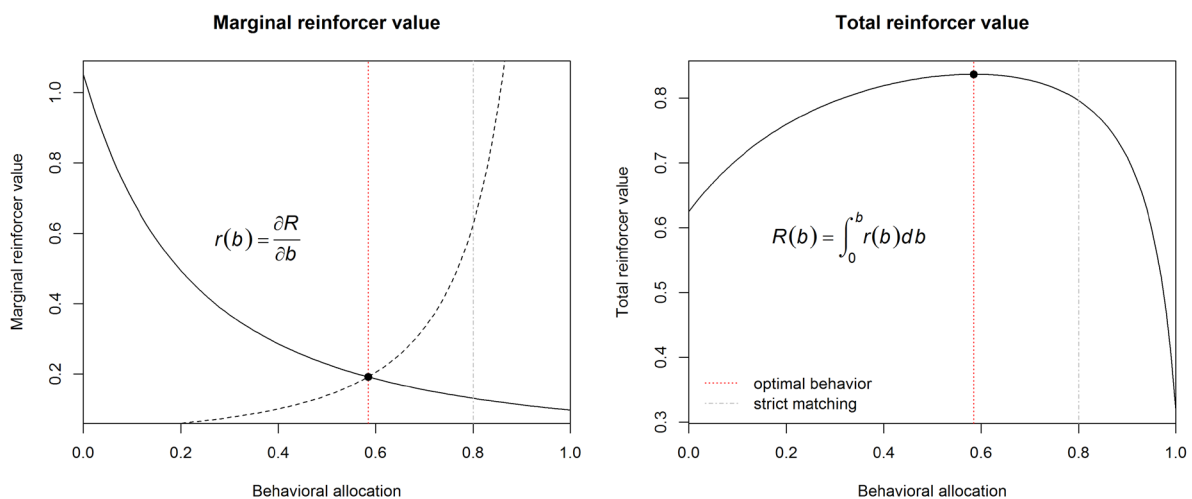 Marginal reinforcer value
Marginal reinforcer value
1.0
0.8
0.6
0.4
0.2
r(b) = ∂R/∂b
0.0 0.2 0.4 0.6 0.8 1.0
Behavioral allocation
Total reinforcer value
Total reinforcer value
0.8
0.7
0.6
0.5
0.4
0.3
R(b) = ∫₀ᵇ r(b)db
optimal behavior
strict matching
0.0 0.2 0.4 0.6 0.8 1.0
Behavioral allocation